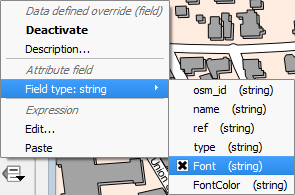 Data defined override (field)
Deactivate
Description...
Attribute field
Field type: string
Expression
Edit...
Paste
osm_id (string)
name (string)
ref (string)
type (string)
Font (string)
FontColor (string)
Union